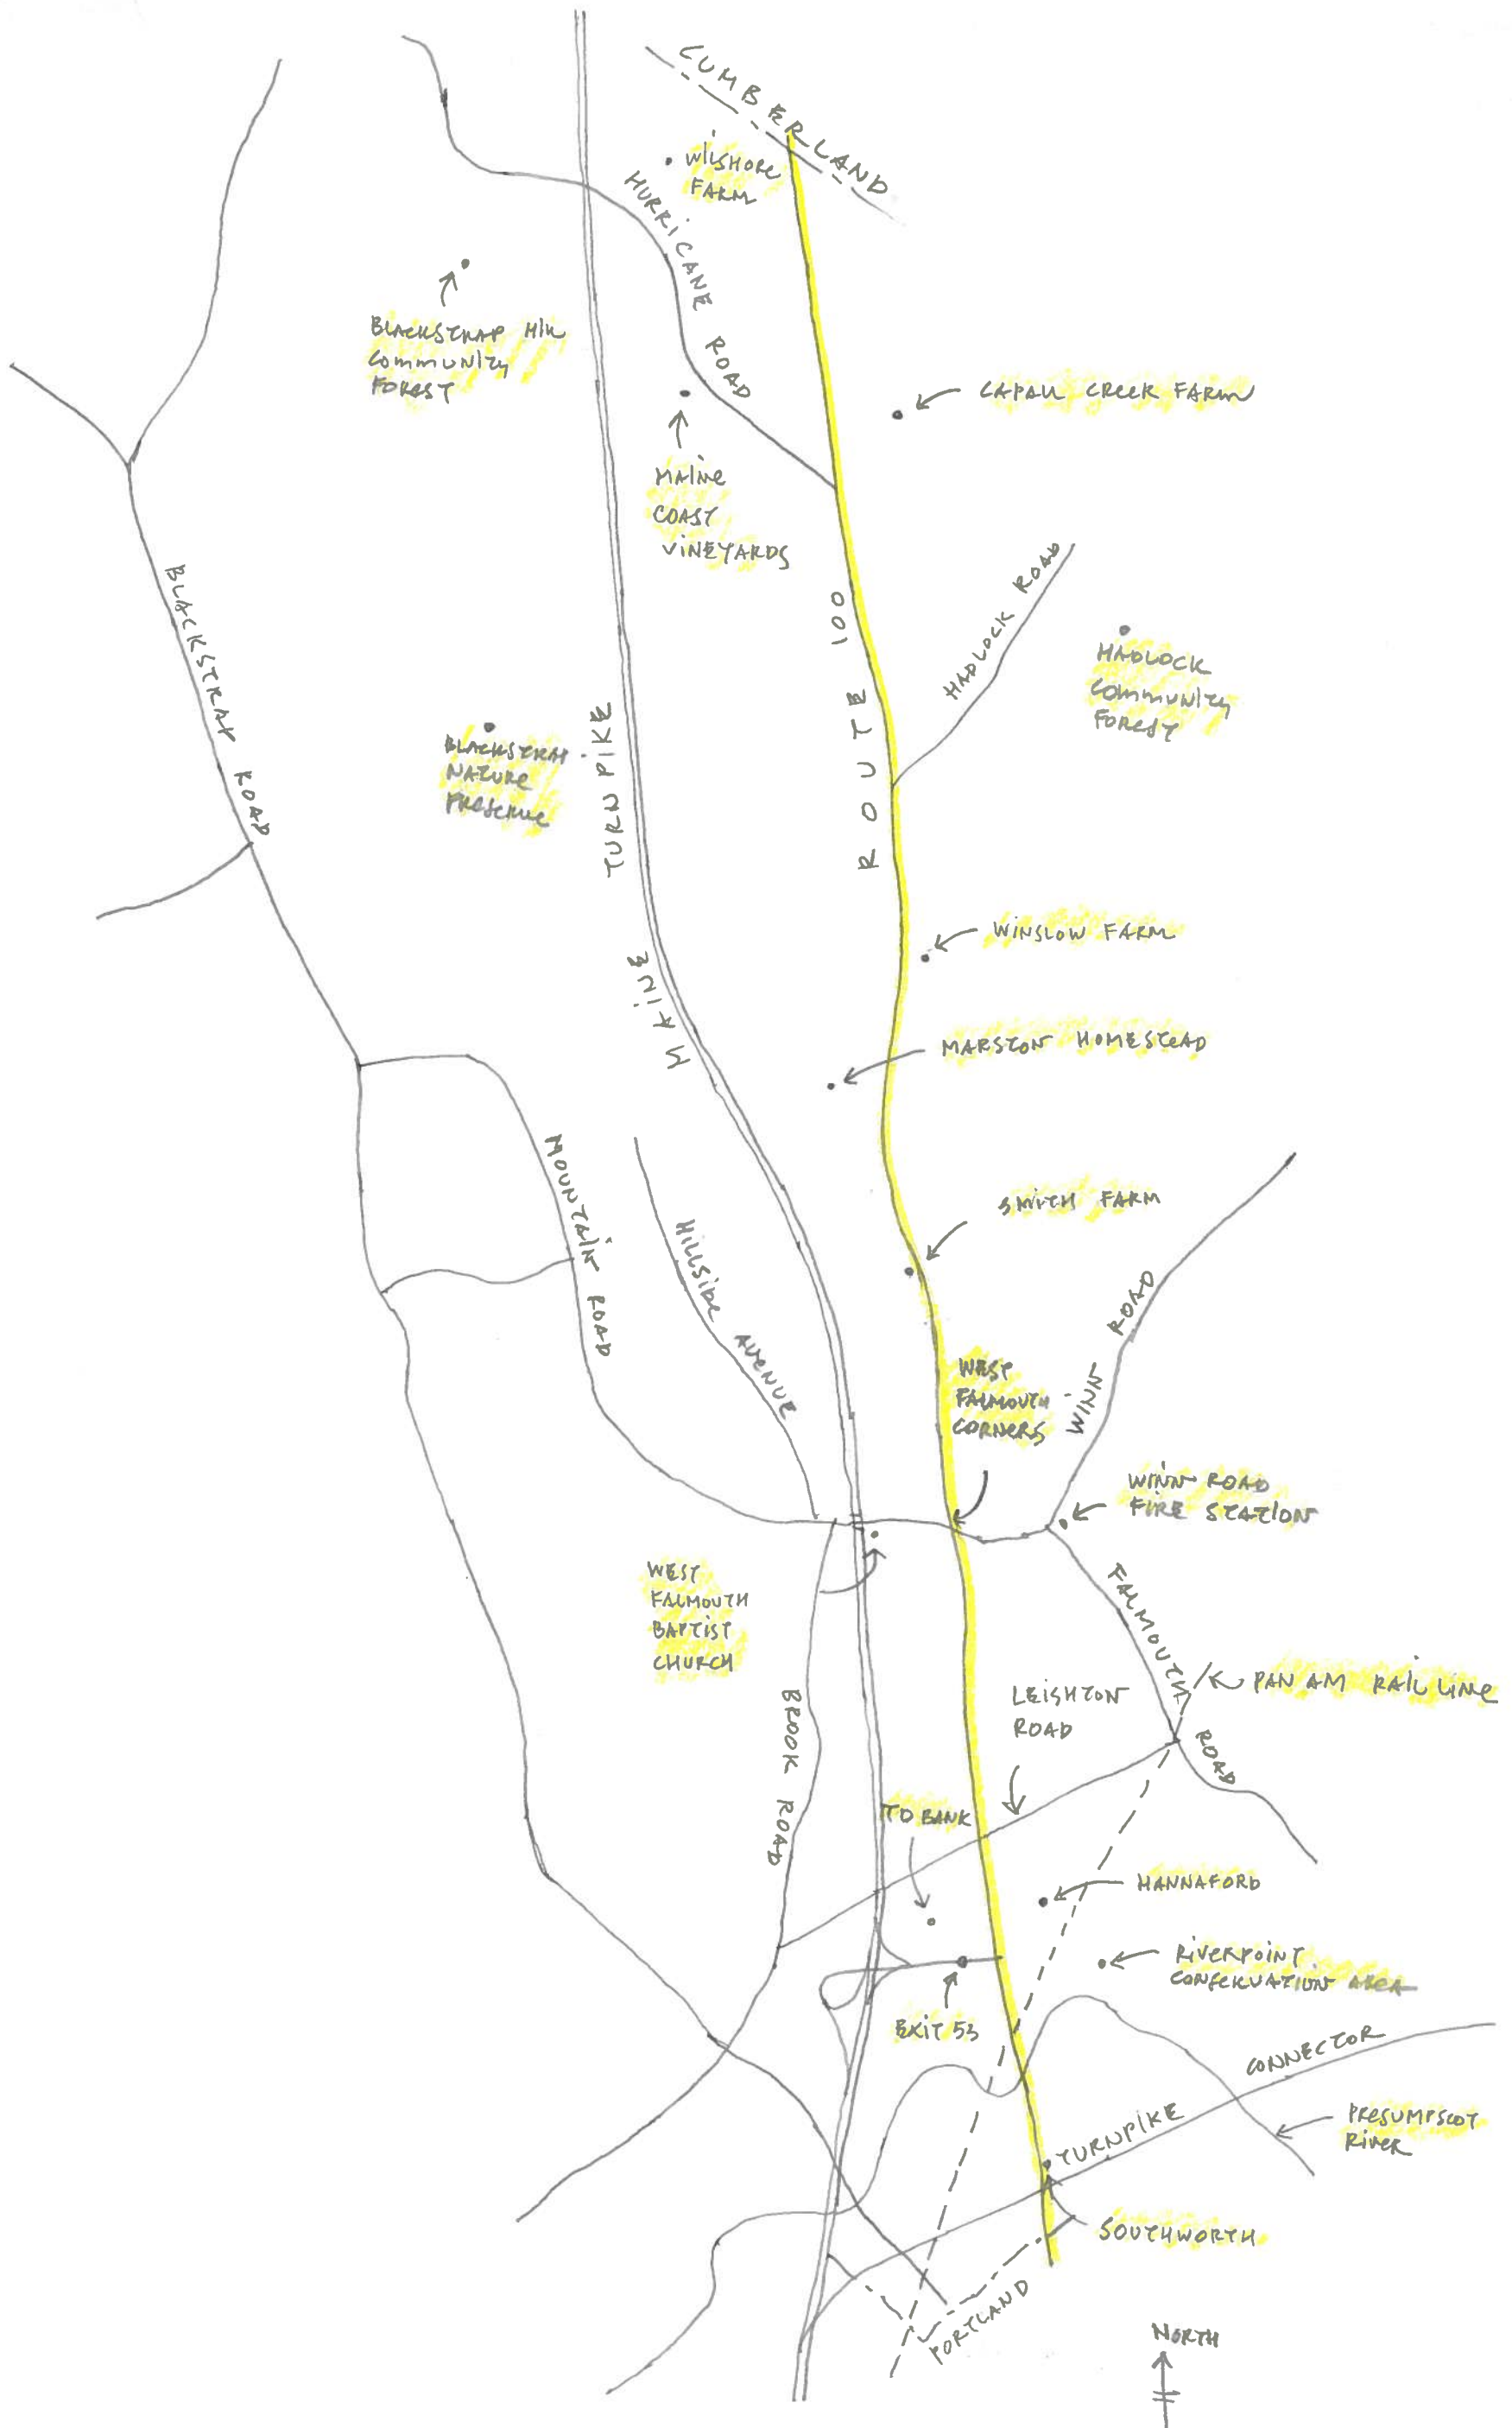 CUMBERLAND
WILSHORE
FARM
HURRICANE ROAD
BLACKSTRAP HILL
COMMUNITY
FOREST
CAPALL CREEK FARM
MAINE
COAST
VINEYARDS
HADLOCK ROAD
ROUTE 100
BLACKSTRAP ROAD
HADLOCK
COMMUNITY
FOREST
BLACKSTRAP
NATURE
PRESERVE
MAINE TURNPIKE
WINSLOW FARM
MARSTON HOMESTEAD
MOUNTAIN ROAD
SMITH FARM
HILLSIDE AVENUE
WINN ROAD
WEST
FALMOUTH
CORNERS
WINN ROAD
FIRE STATION
WEST
FALMOUTH
BAPTIST
CHURCH
FALMOUTH ROAD
PAN AM RAIL LINE
LEIGHTON
ROAD
BROOK ROAD
TD BANK
HANNAFORD
RIVERPOINT
CONSERVATION AREA
EXIT 53
TURNPIKE CONNECTOR
PRESUMPSCOT
RIVER
SOUTHWORTH
PORTLAND
NORTH